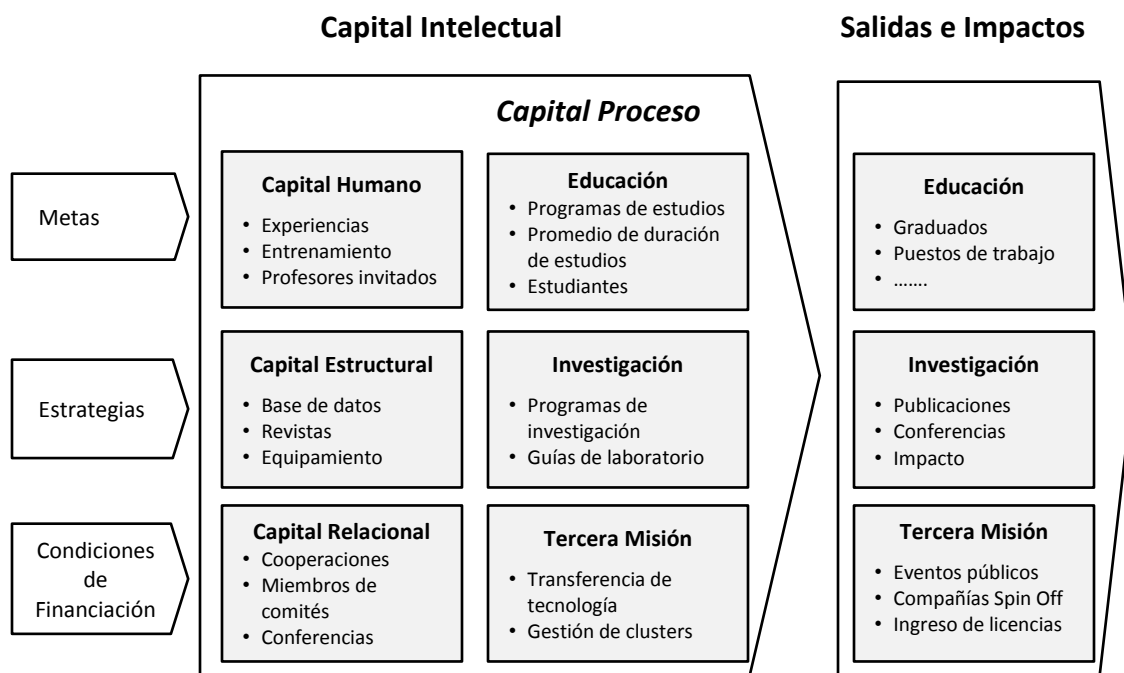 Capital Intelectual
Salidas e Impactos
Capital Proceso
Metas
Capital Humano
• Experiencias
• Entrenamiento
• Profesores invitados
Educación
• Programas de estudios
• Promedio de duración
de estudios
• Estudiantes
Educación
• Graduados
• Puestos de trabajo
• …….
Estrategias
Capital Estructural
• Base de datos
• Revistas
• Equipamiento
Investigación
• Programas de
investigación
• Guías de laboratorio
Investigación
• Publicaciones
• Conferencias
• Impacto
Condiciones
de
Financiación
Capital Relacional
• Cooperaciones
• Miembros de
comités
• Conferencias
Tercera Misión
• Transferencia de
tecnología
• Gestión de clusters
Tercera Misión
• Eventos públicos
• Compañías Spin Off
• Ingreso de licencias